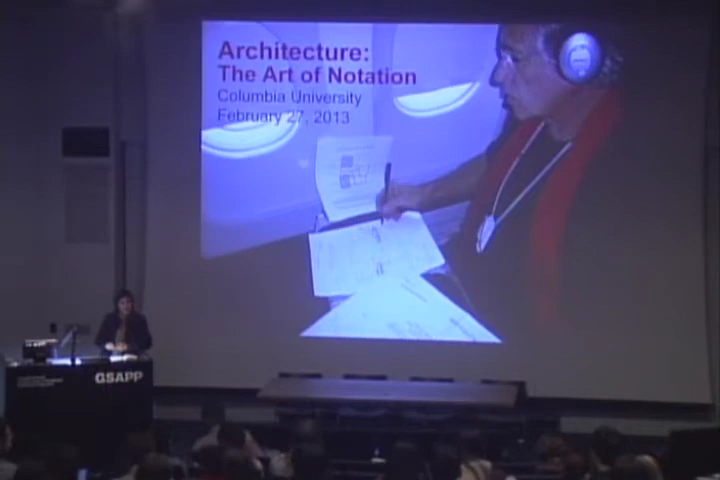 Architecture:
The Art of Notation
Columbia University
February 27, 2013
GSAPP